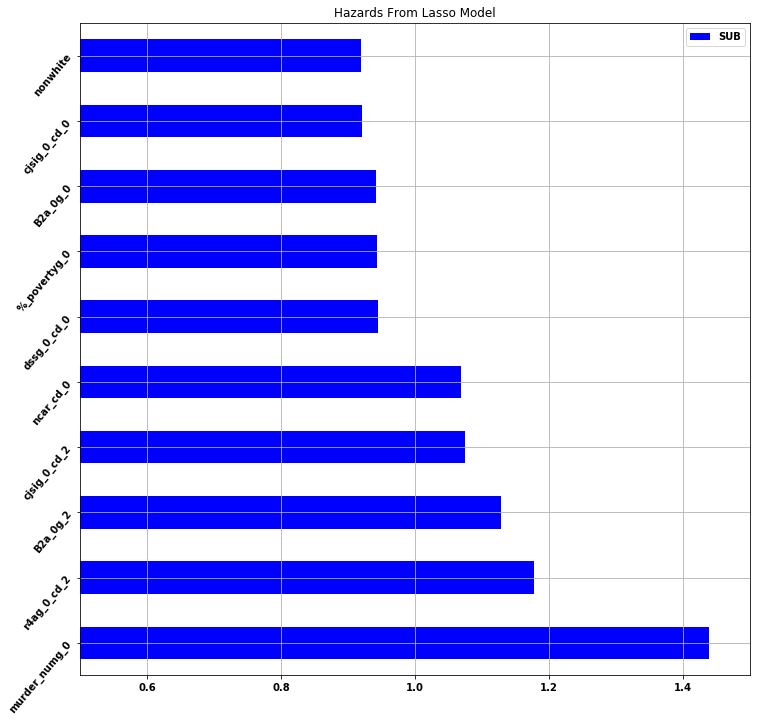 Hazards From Lasso Model
SUB
nonwhite
cjsig_0_cd_0
B2a_0g_0
%_povertyg_0
dssg_0_cd_0
ncar_cd_0
cjsig_0_cd_2
B2a_0g_2
r4ag_0_cd_2
murder_numg_0
0.6 0.8 1.0 1.2 1.4